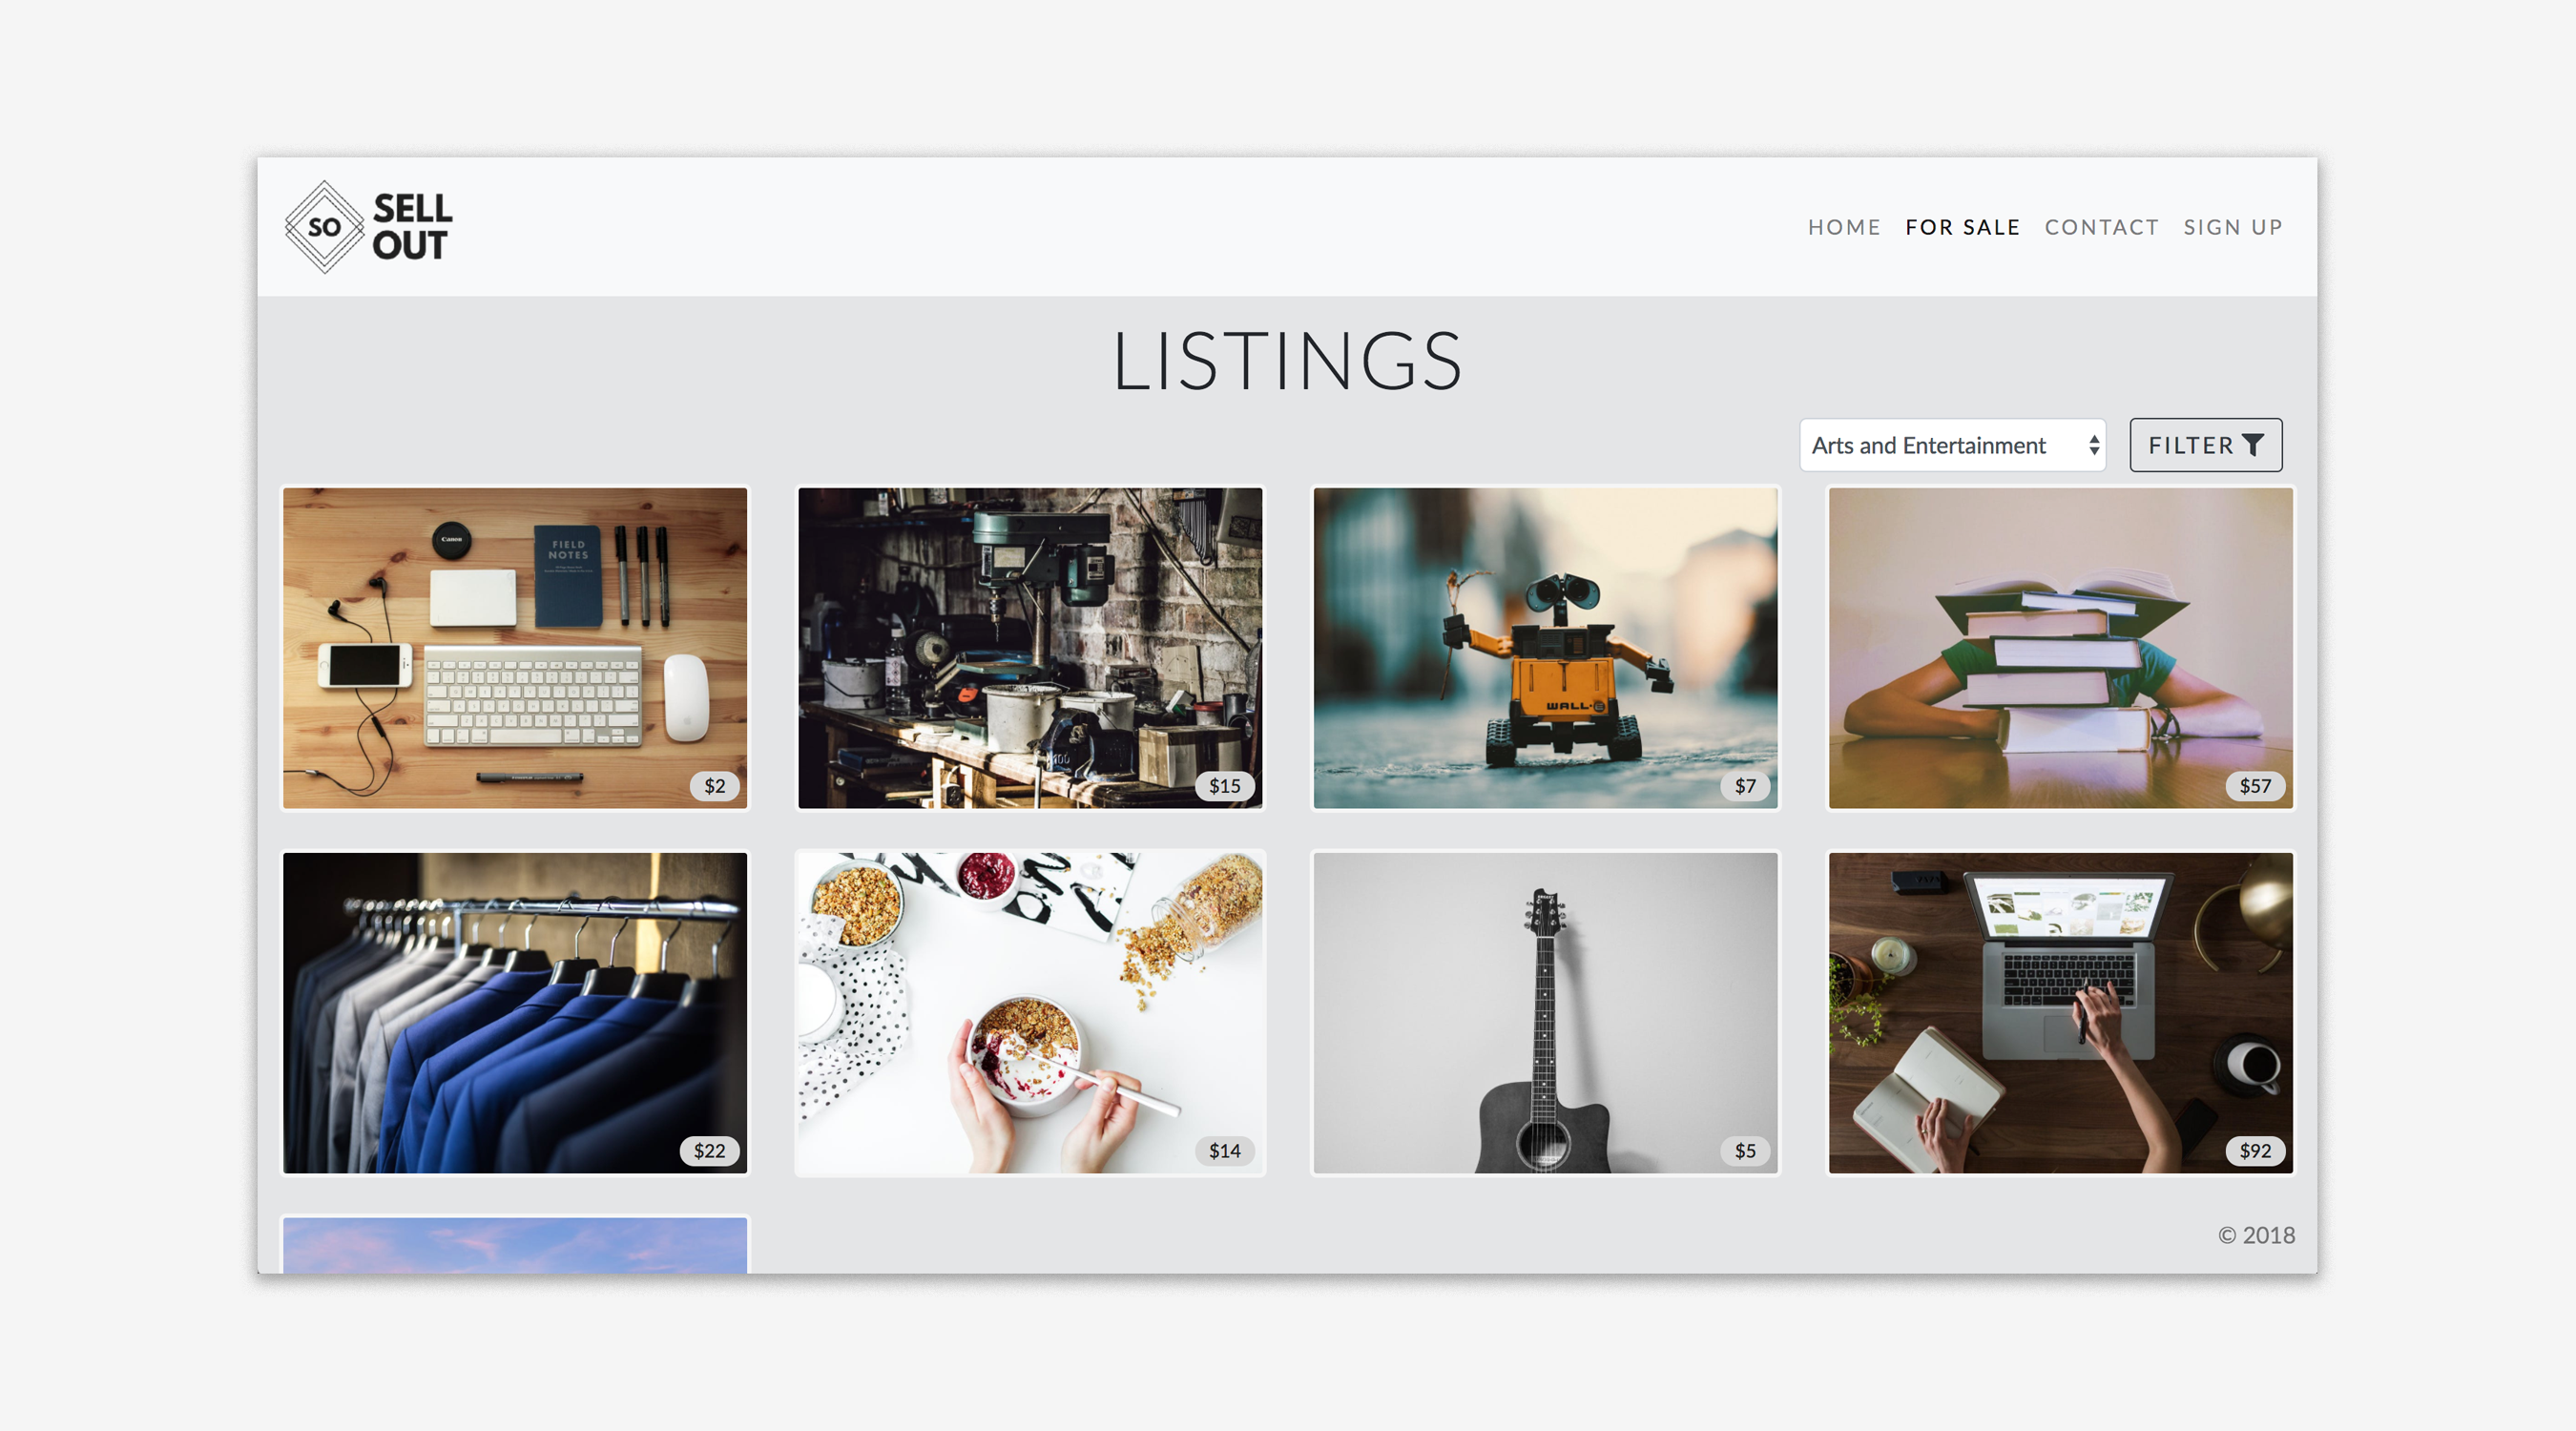 SO
SELL
OUT
HOME FOR SALE CONTACT SIGN UP
LISTINGS
Arts and Entertainment
FILTER
Canon
FIELD
NOTES
$2
$15
WALL·E
$7
$57
$22
$14
$5
$92
© 2018